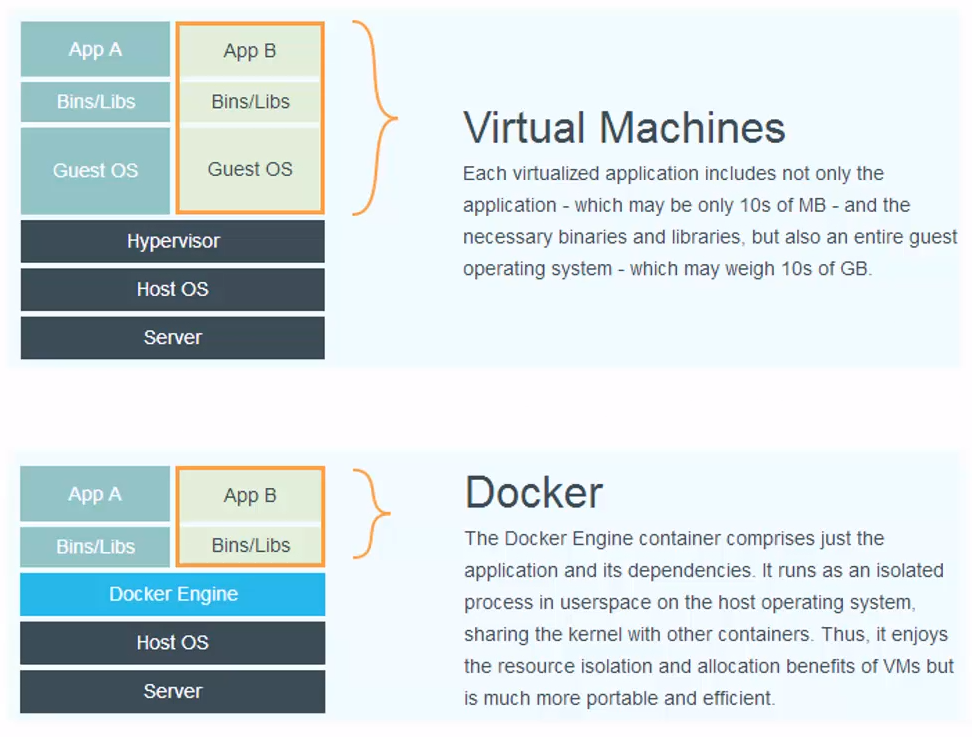 App A
App B
Bins/Libs
Bins/Libs
Guest OS
Guest OS
Hypervisor
Host OS
Server
Virtual Machines
Each virtualized application includes not only the
application - which may be only 10s of MB - and the
necessary binaries and libraries, but also an entire guest
operating system - which may weigh 10s of GB.
App A
App B
Bins/Libs
Bins/Libs
Docker Engine
Host OS
Server
Docker
The Docker Engine container comprises just the
application and its dependencies. It runs as an isolated
process in userspace on the host operating system,
sharing the kernel with other containers. Thus, it enjoys
the resource isolation and allocation benefits of VMs but
is much more portable and efficient.